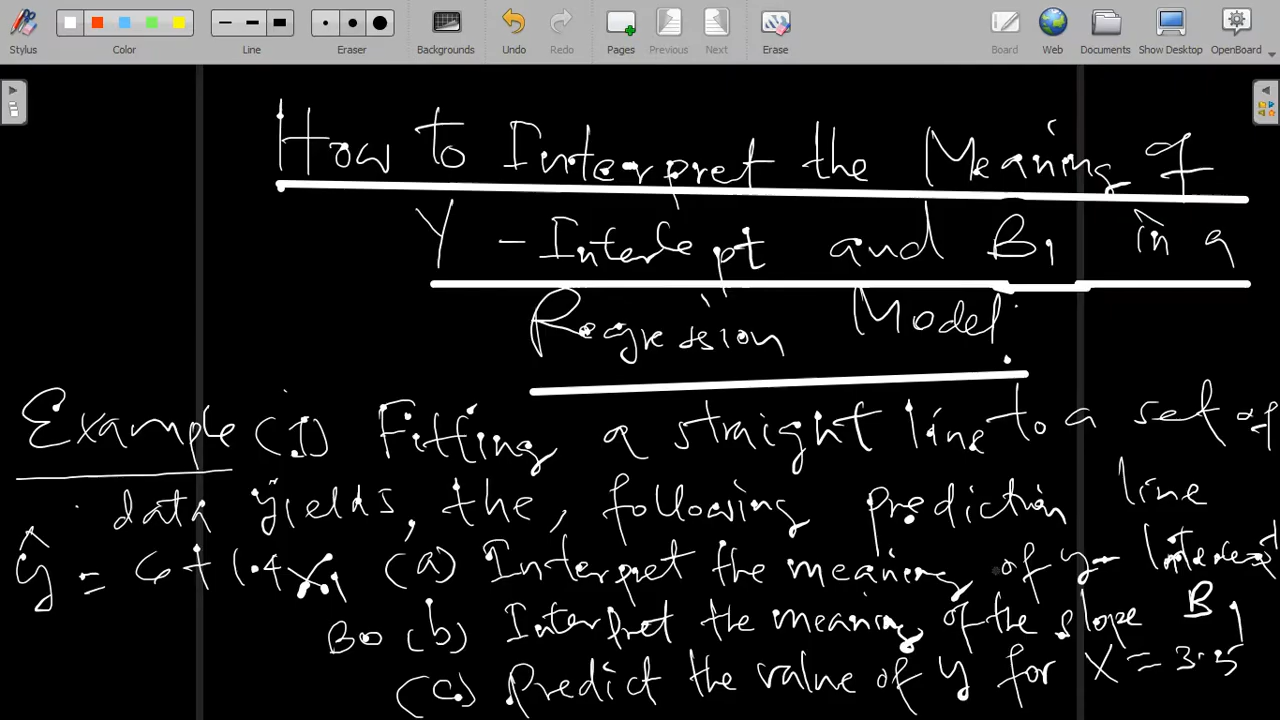 Stylus Color Line Eraser Backgrounds Undo Redo Pages Previous Next Erase Board Web Documents Show Desktop OpenBoard
How to Interpret the Meaning of
Y-Intercept and B1 in a
Regression Model.
Example (1) Fitting a straight line to a set of
data yields, the, following prediction line
ŷ = 6+1.4X1 (a) Interpret the meaning of y- Intercept
Bo (b) Interpret the meaning of the slope B1
(c) Predict the value of y for X = 3.5